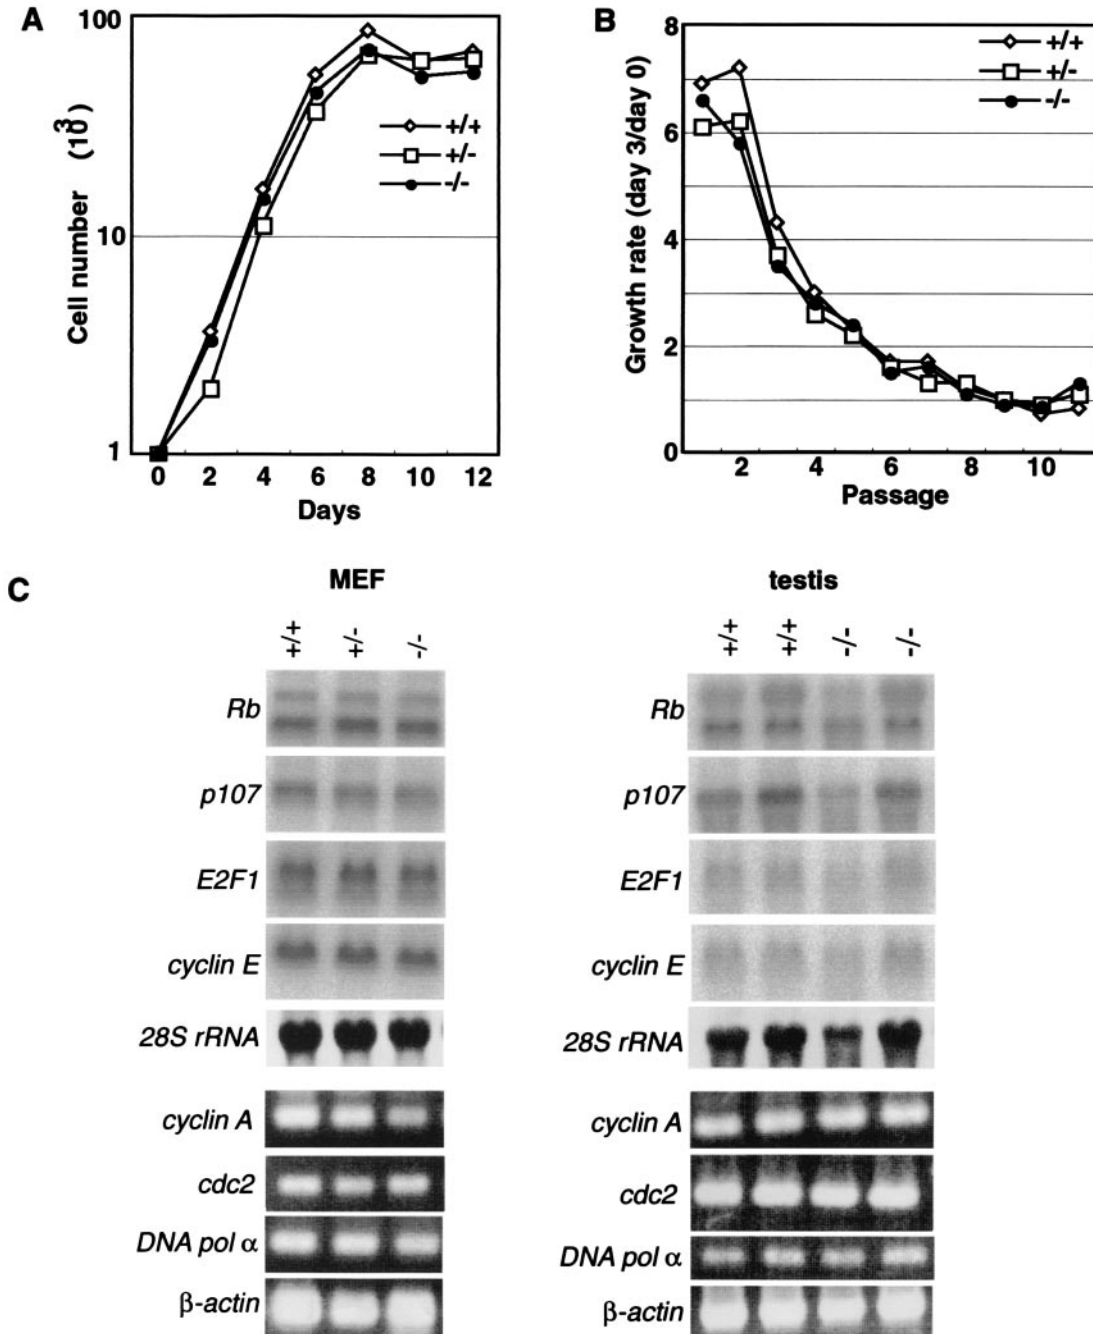 A
100
10
1
Cell number (10³)
0 2 4 6 8 10 12
Days
+/+
+/-
-/-
B
8
6
4
2
0
Growth rate (day 3/day 0)
2 4 6 8 10
Passage
+/+
+/-
-/-
C
MEF
+/+ +/- -/-
Rb
p107
E2F1
cyclin E
28S rRNA
cyclin A
cdc2
DNA pol α
β-actin
testis
+/+ +/+ -/- -/-
Rb
p107
E2F1
cyclin E
28S rRNA
cyclin A
cdc2
DNA pol α
β-actin